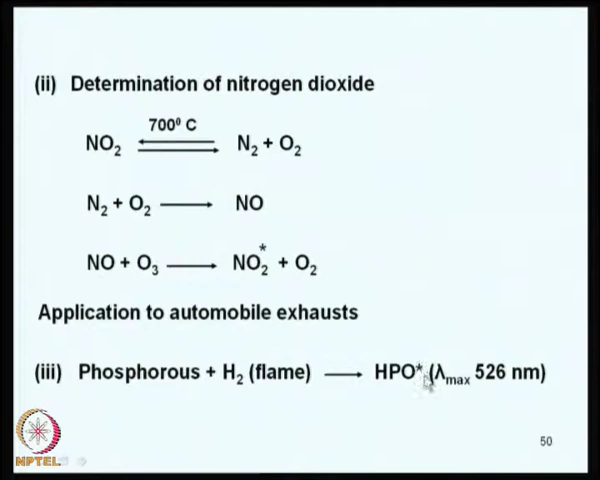 (ii) Determination of nitrogen dioxide
700⁰ C
NO₂ ⇌ N₂ + O₂
N₂ + O₂ ⟶ NO
NO + O₃ ⟶ NO₂* + O₂
Application to automobile exhausts
(iii) Phosphorous + H₂ (flame) ⟶ HPO* (λmax 526 nm)
50
NPTEL